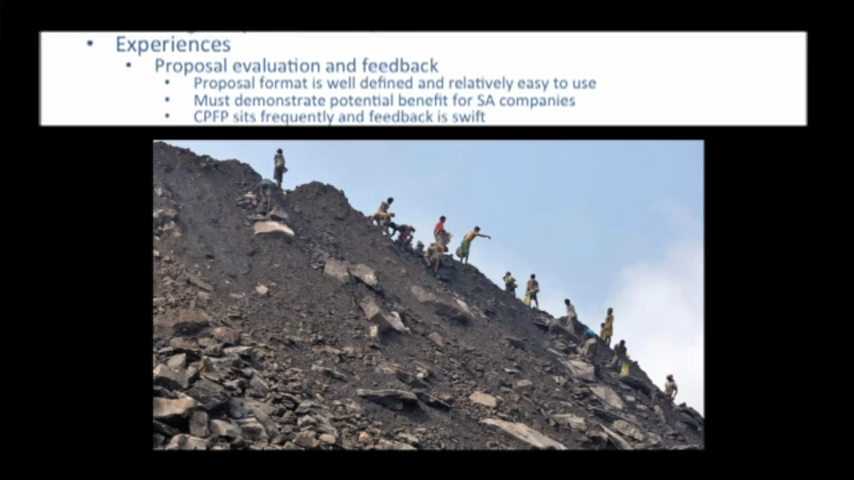 • Experiences
• Proposal evaluation and feedback
• Proposal format is well defined and relatively easy to use
• Must demonstrate potential benefit for SA companies
• CPFP sits frequently and feedback is swift